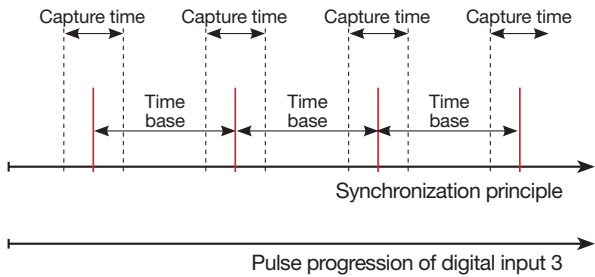 Capture time Capture time Capture time Capture time
Time base Time base Time base
Synchronization principle
Pulse progression of digital input 3